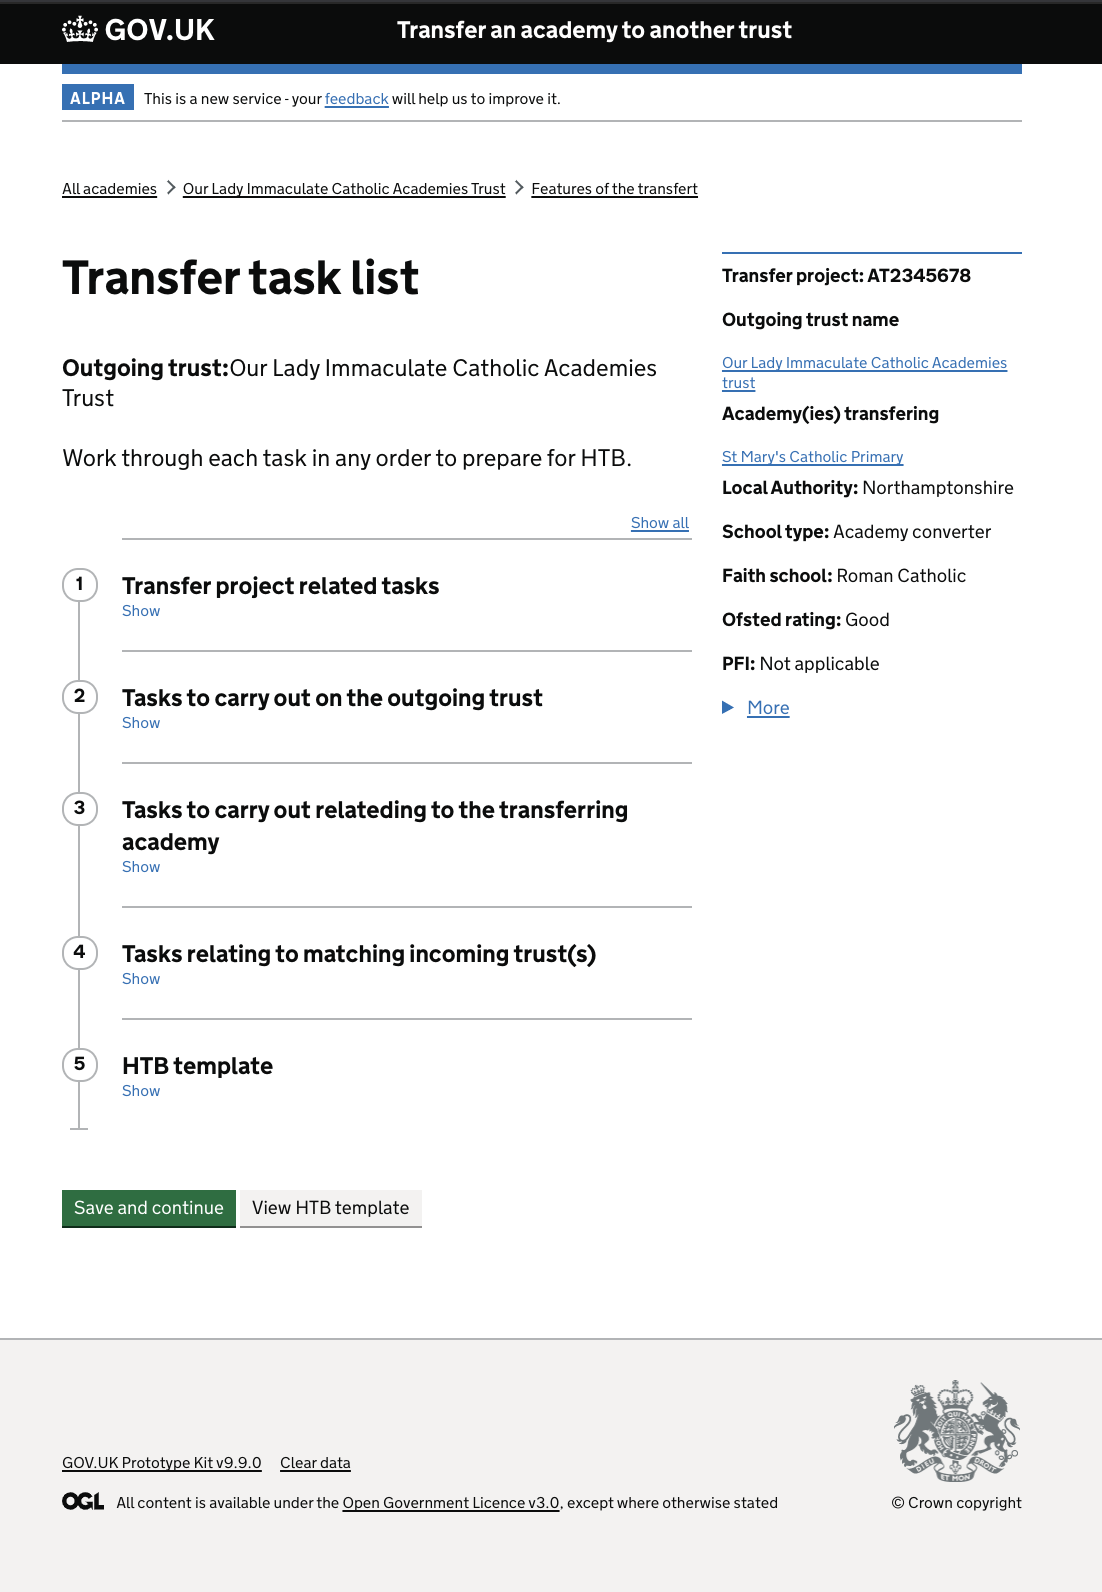 GOV.UK
Transfer an academy to another trust
ALPHA This is a new service - your feedback will help us to improve it.
All academies
Our Lady Immaculate Catholic Academies Trust
Features of the transfert
Transfer task list
Outgoing trust:Our Lady Immaculate Catholic Academies
Trust
Work through each task in any order to prepare for HTB.
Show all
1 Transfer project related tasks
Show
2 Tasks to carry out on the outgoing trust
Show
3 Tasks to carry out relateding to the transferring
academy
Show
4 Tasks relating to matching incoming trust(s)
Show
5 HTB template
Show
Save and continue
View HTB template
Transfer project: AT2345678
Outgoing trust name
Our Lady Immaculate Catholic Academies
trust
Academy(ies) transfering
St Mary's Catholic Primary
Local Authority: Northamptonshire
School type: Academy converter
Faith school: Roman Catholic
Ofsted rating: Good
PFI: Not applicable
More
GOV.UK Prototype Kit v9.9.0
Clear data
OGL All content is available under the Open Government Licence v3.0, except where otherwise stated
DIEU ET MON DROIT
© Crown copyright